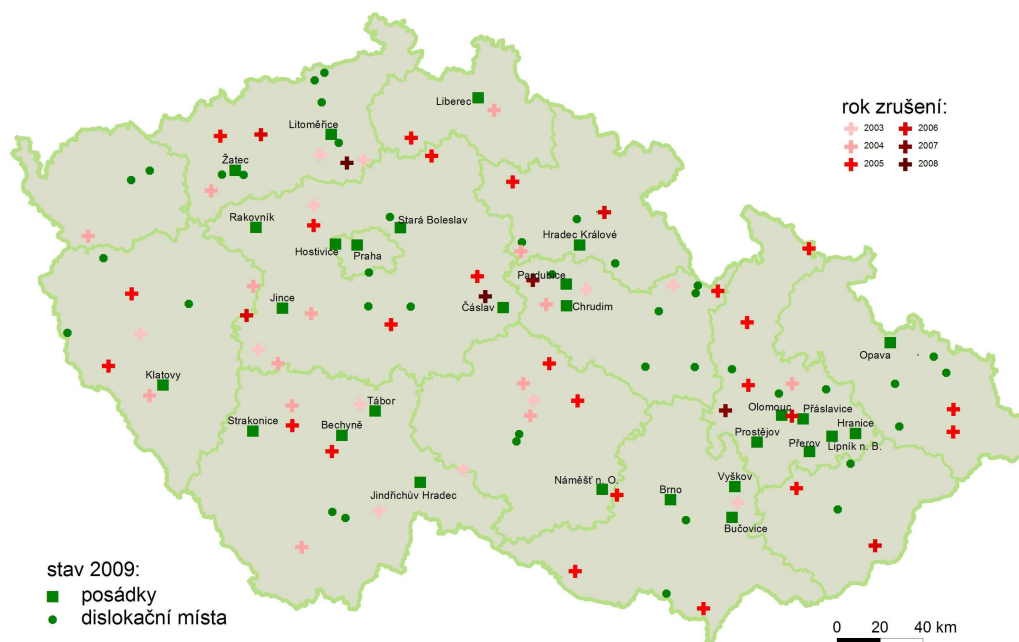 Liberec
rok zrušení:
2003 2006
2004 2007
2005 2008
Litoměřice
Žatec
Rakovník
Stará Boleslav
Hostivice
Praha
Hradec Králové
Pardubice
Jince
Čáslav
Chrudim
Opava
Klatovy
Tábor
Strakonice
Bechyně
Olomouc
Přáslavice
Hranice
Prostějov
Přerov
Lipník n. B.
Jindřichův Hradec
Náměšť n. O.
Brno
Vyškov
Bučovice
stav 2009:
posádky
dislokační místa
0 20 40 km